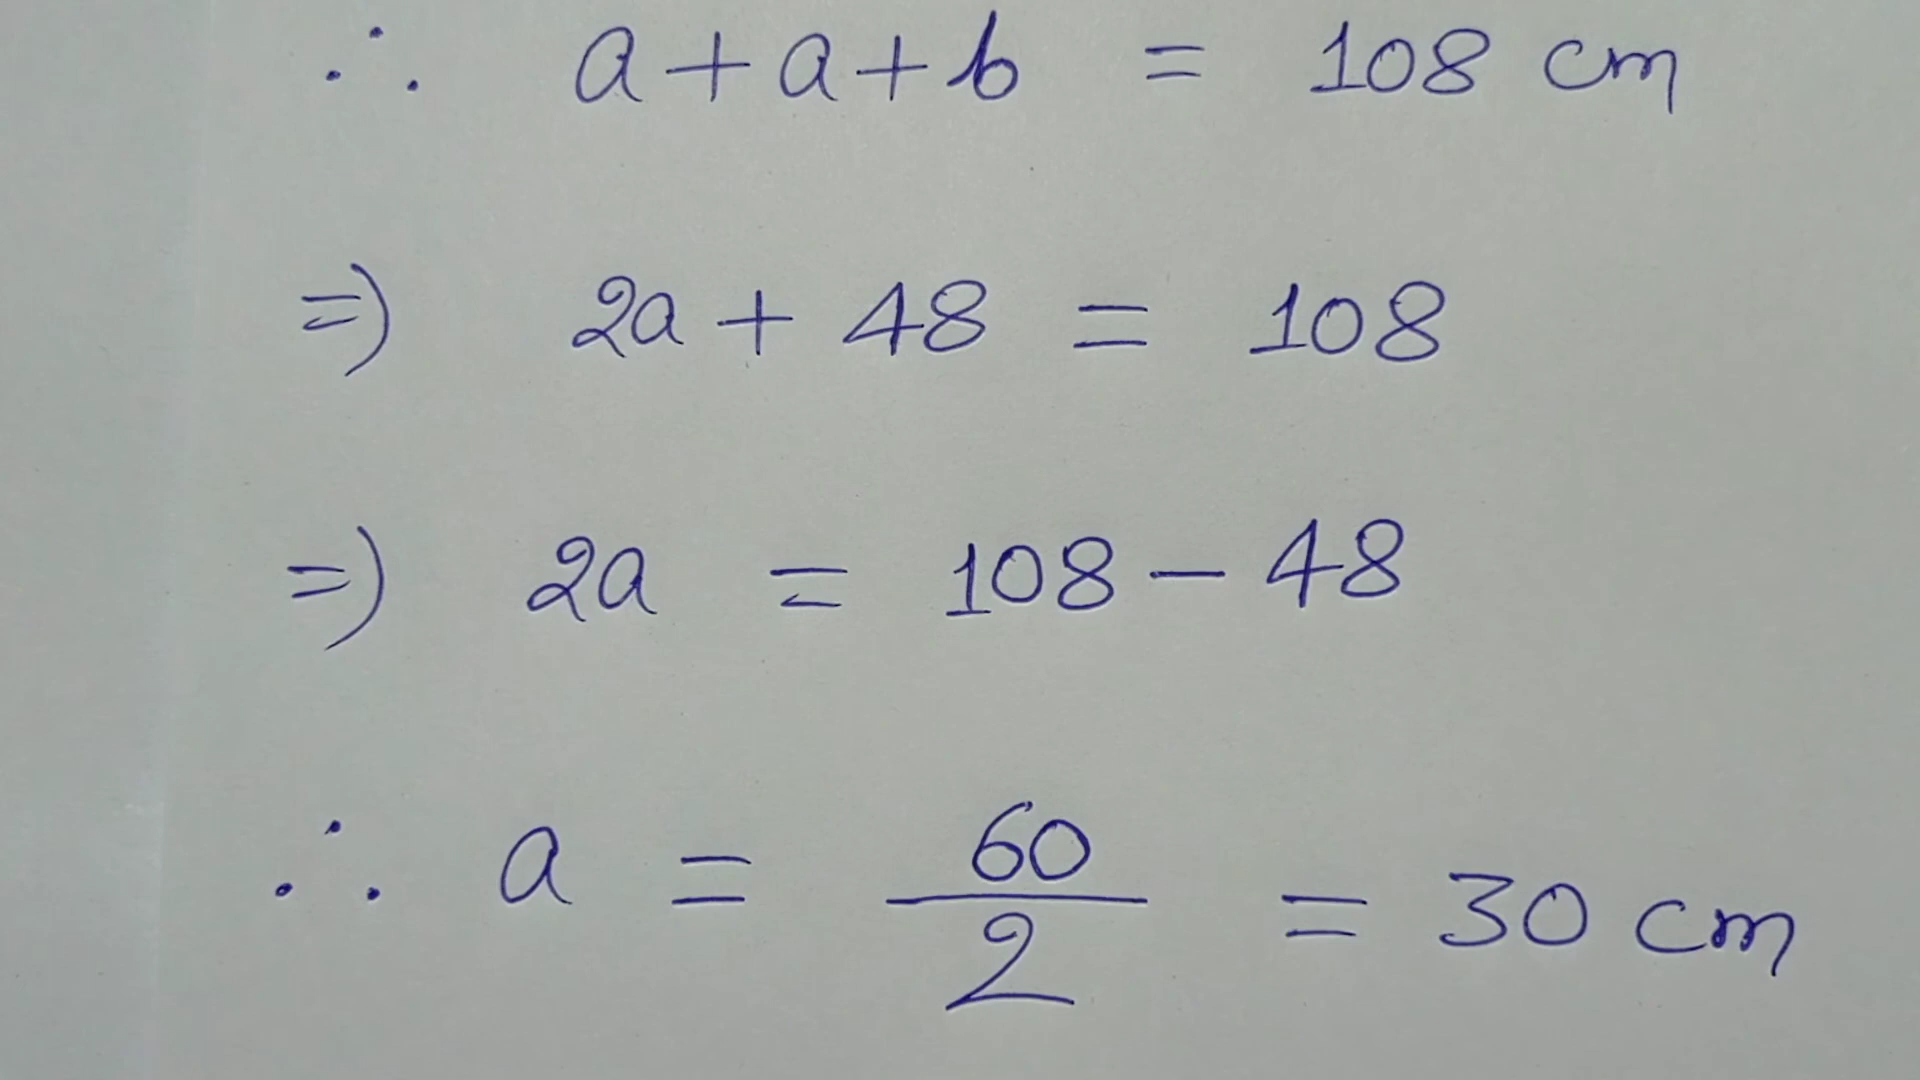 ∴ a + a + b = 108 cm
=) 2a + 48 = 108
=) 2a = 108 - 48
∴ a = 60/2 = 30 cm